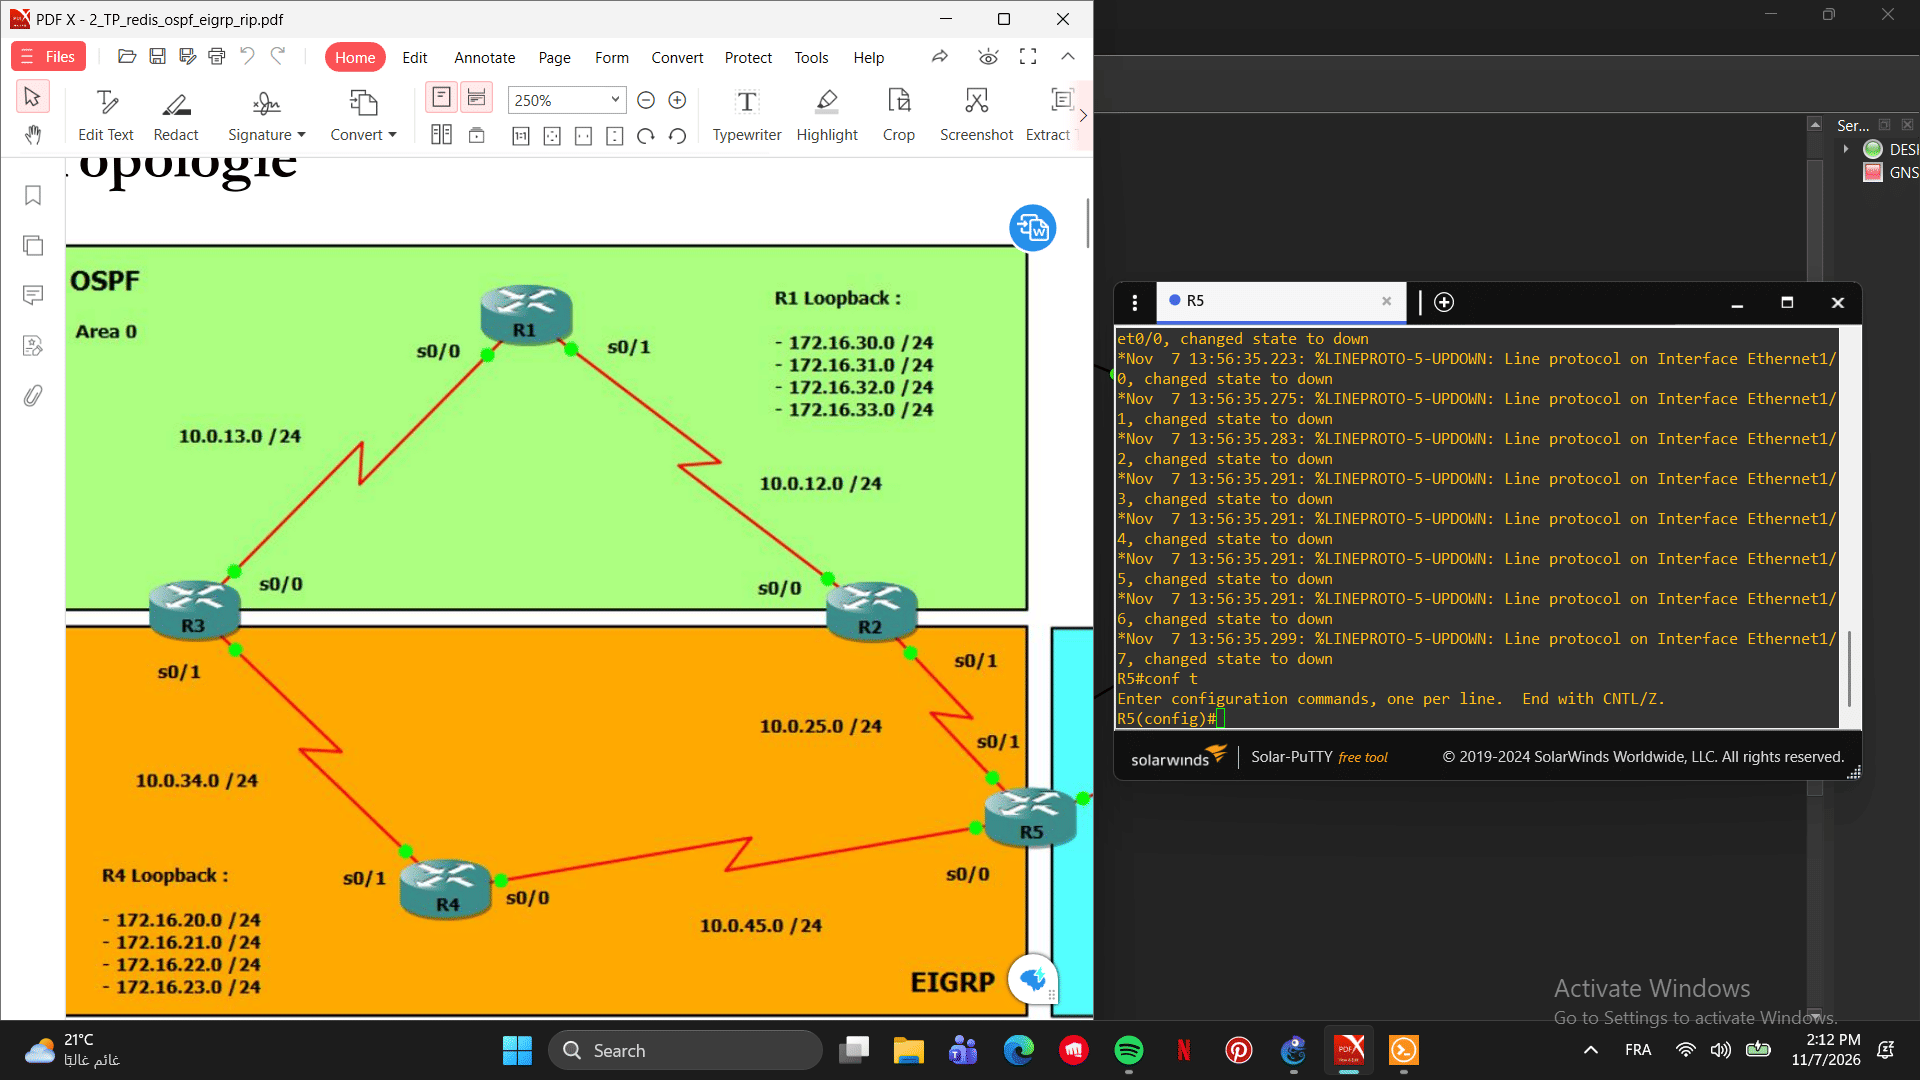 PDF X - 2_TP_redis_ospf_eigrp_rip.pdf
Files
Home
Edit
Annotate
Page
Form
Convert
Protect
Tools
Help
Edit Text
Redact
Signature
Convert
250%
Typewriter
Highlight
Crop
Screenshot
Extract
opologie
OSPF
Area 0
R1
s0/0
s0/1
R1 Loopback :
- 172.16.30.0 /24
- 172.16.31.0 /24
- 172.16.32.0 /24
- 172.16.33.0 /24
10.0.13.0 /24
10.0.12.0 /24
s0/0
s0/0
R3
R2
s0/1
s0/1
10.0.25.0 /24
s0/1
10.0.34.0 /24
R5
R4 Loopback :
s0/1
s0/0
s0/0
R4
- 172.16.20.0 /24
- 172.16.21.0 /24
- 172.16.22.0 /24
- 172.16.23.0 /24
10.0.45.0 /24
EIGRP
Ser...
DESI
GNS
R5
et0/0, changed state to down
*Nov  7 13:56:35.223: %LINEPROTO-5-UPDOWN: Line protocol on Interface Ethernet1/
0, changed state to down
*Nov  7 13:56:35.275: %LINEPROTO-5-UPDOWN: Line protocol on Interface Ethernet1/
1, changed state to down
*Nov  7 13:56:35.283: %LINEPROTO-5-UPDOWN: Line protocol on Interface Ethernet1/
2, changed state to down
*Nov  7 13:56:35.291: %LINEPROTO-5-UPDOWN: Line protocol on Interface Ethernet1/
3, changed state to down
*Nov  7 13:56:35.291: %LINEPROTO-5-UPDOWN: Line protocol on Interface Ethernet1/
4, changed state to down
*Nov  7 13:56:35.291: %LINEPROTO-5-UPDOWN: Line protocol on Interface Ethernet1/
5, changed state to down
*Nov  7 13:56:35.291: %LINEPROTO-5-UPDOWN: Line protocol on Interface Ethernet1/
6, changed state to down
*Nov  7 13:56:35.299: %LINEPROTO-5-UPDOWN: Line protocol on Interface Ethernet1/
7, changed state to down
R5#conf t
Enter configuration commands, one per line.  End with CNTL/Z.
R5(config)#
solarwinds
Solar-PuTTY free tool
© 2019-2024 SolarWinds Worldwide, LLC. All rights reserved.
Activate Windows
Go to Settings to activate Windows.
21°C
غائم غالبًا
Search
FRA
2:12 PM
11/7/2026